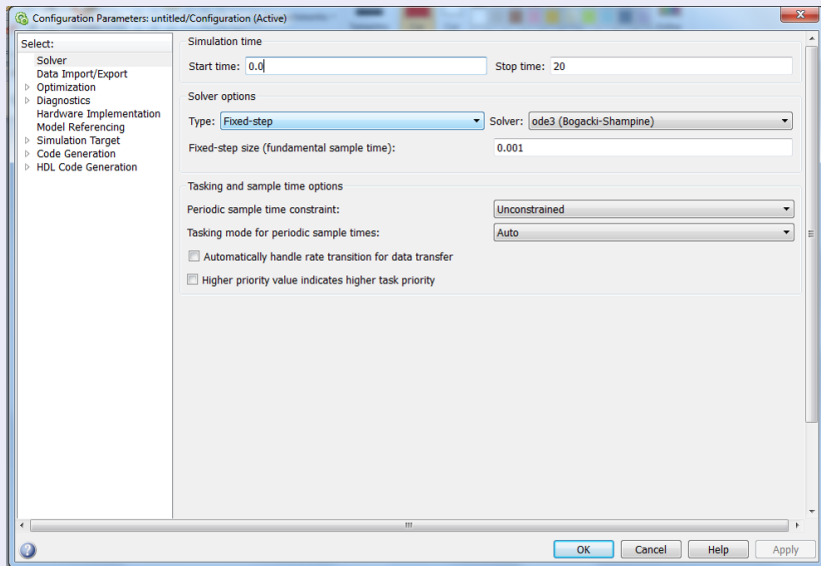 Configuration Parameters: untitled/Configuration (Active)
Select:
Solver
Data Import/Export
Optimization
Diagnostics
Hardware Implementation
Model Referencing
Simulation Target
Code Generation
HDL Code Generation
Simulation time
Start time: 0.0 Stop time: 20
Solver options
Type: Fixed-step Solver: ode3 (Bogacki-Shampine)
Fixed-step size (fundamental sample time): 0.001
Tasking and sample time options
Periodic sample time constraint: Unconstrained
Tasking mode for periodic sample times: Auto
Automatically handle rate transition for data transfer
Higher priority value indicates higher task priority
OK Cancel Help Apply